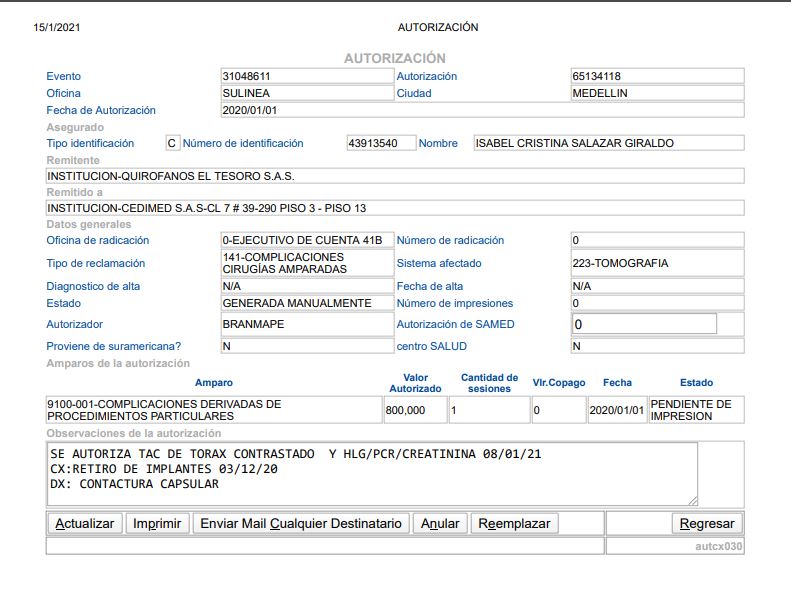 15/1/2021 AUTORIZACIÓN
AUTORIZACIÓN
Evento 31048611 Autorización 65134118
Oficina SULINEA Ciudad MEDELLIN
Fecha de Autorización 2020/01/01
Asegurado
Tipo identificación C Número de identificación 43913540 Nombre ISABEL CRISTINA SALAZAR GIRALDO
Remitente
INSTITUCION-QUIROFANOS EL TESORO S.A.S.
Remitido a
INSTITUCION-CEDIMED S.A.S-CL 7 # 39-290 PISO 3 - PISO 13
Datos generales
Oficina de radicación 0-EJECUTIVO DE CUENTA 41B Número de radicación 0
Tipo de reclamación 141-COMPLICACIONES CIRUGÍAS AMPARADAS Sistema afectado 223-TOMOGRAFIA
Diagnostico de alta N/A Fecha de alta N/A
Estado GENERADA MANUALMENTE Número de impresiones 0
Autorizador BRANMAPE Autorización de SAMED 0
Proviene de suramericana? N centro SALUD N
Amparos de la autorización
Amparo Valor Autorizado Cantidad de sesiones Vlr.Copago Fecha Estado
9100-001-COMPLICACIONES DERIVADAS DE PROCEDIMIENTOS PARTICULARES 800,000 1 0 2020/01/01 PENDIENTE DE IMPRESION
Observaciones de la autorización
SE AUTORIZA TAC DE TORAX CONTRASTADO Y HLG/PCR/CREATININA 08/01/21
CX:RETIRO DE IMPLANTES 03/12/20
DX: CONTACTURA CAPSULAR
Actualizar Imprimir Enviar Mail Cualquier Destinatario Anular Reemplazar Regresar
autcx030